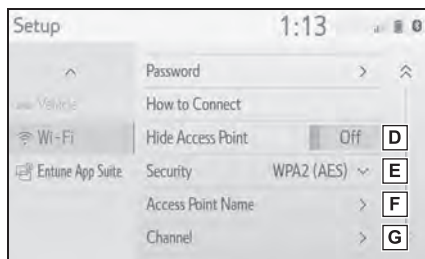 Setup 1:13
Password
Vehicle How to Connect
Wi-Fi Hide Access Point Off D
Entune App Suite Security WPA2 (AES) E
Access Point Name F
Channel G